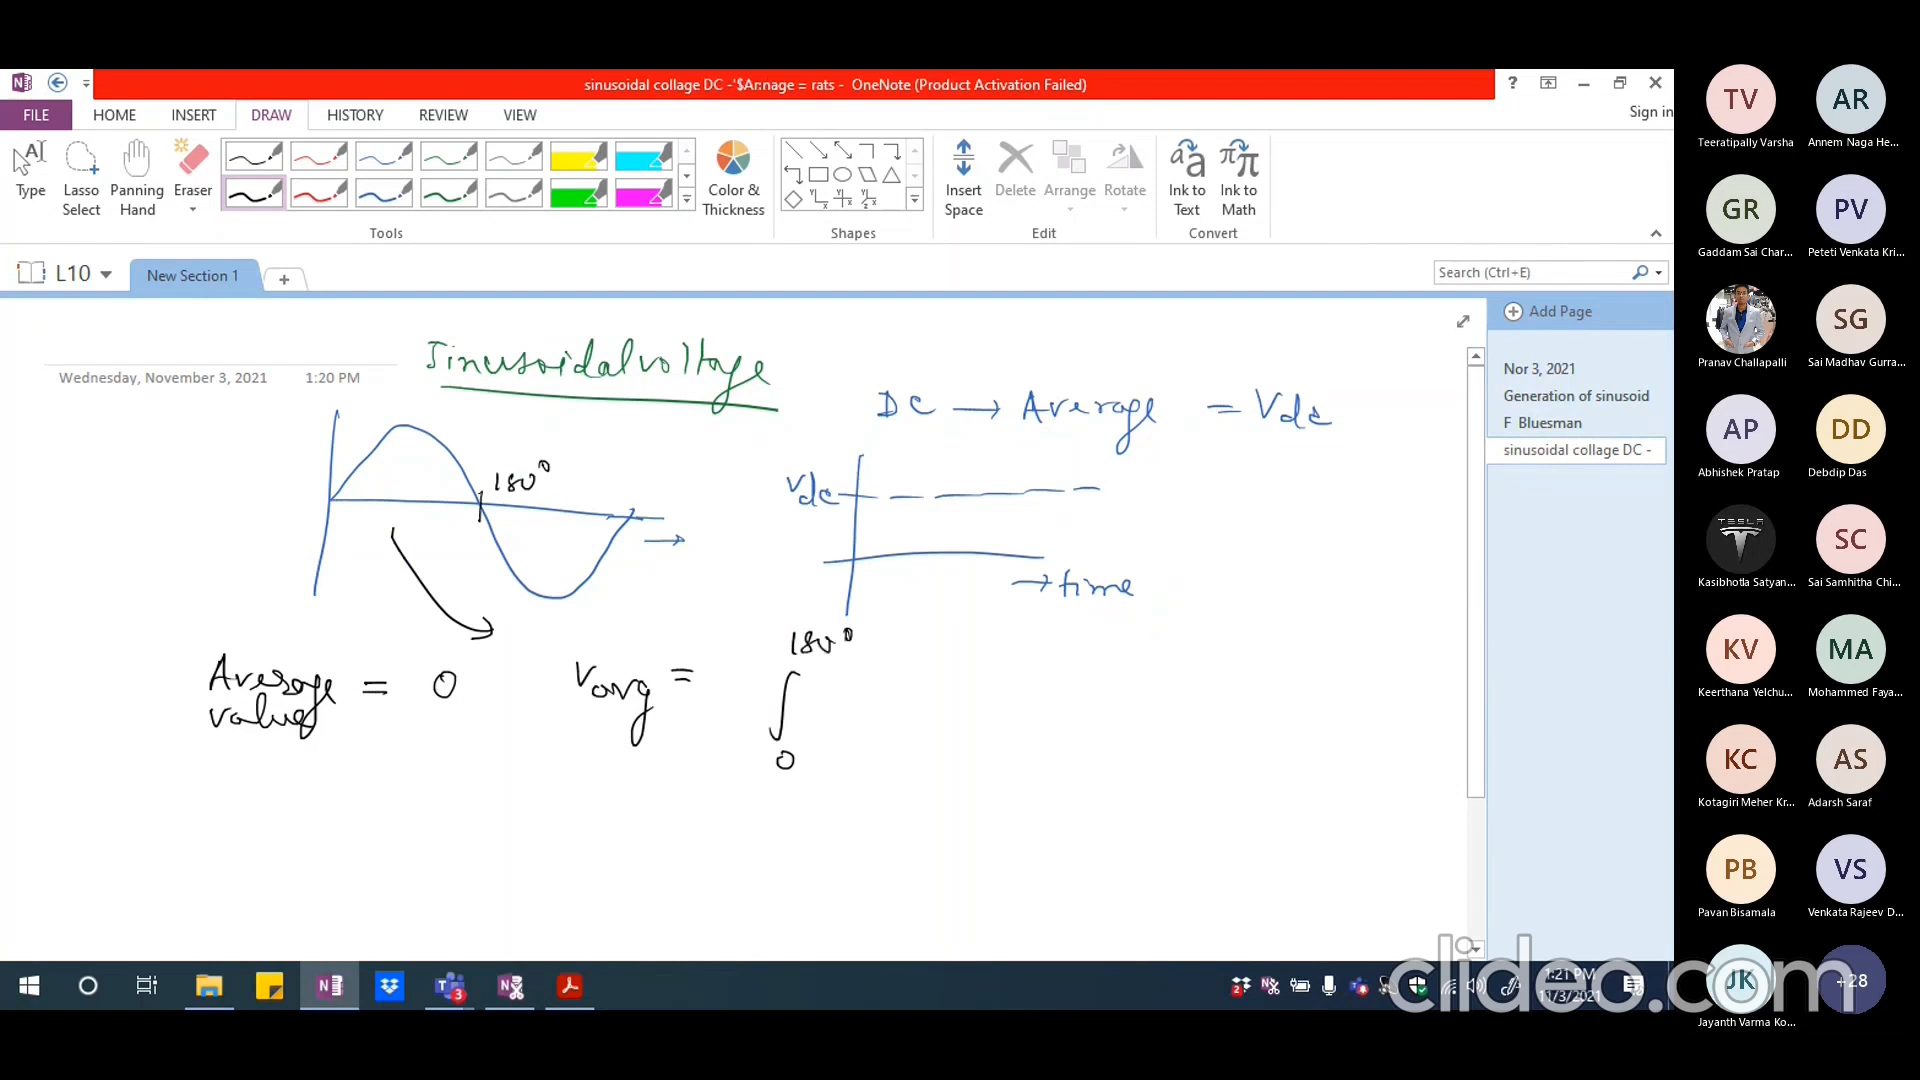 sinusoidal collage DC -'$Ar.nage = rats - OneNote (Product Activation Failed)
?
FILE HOME INSERT DRAW HISTORY REVIEW VIEW
Sign in
Type
Lasso Select
Panning Hand
Eraser
Color & Thickness
Insert Space
Delete
Arrange
Rotate
Ink to Text
Ink to Math
Tools
Shapes
Edit
Convert
L10
New Section 1
Search (Ctrl+E)
Add Page
Nor 3, 2021
Generation of sinusoid
F Bluesman
sinusoidal collage DC -
Wednesday, November 3, 2021 1:20 PM
Sinusoidal voltage
DC → Average = Vdc
180°
Vdc
→ time
Average value = 0
Vavg = ∫
180°
0
TV
Teeratipally Varsha
AR
Annem Naga He...
GR
Gaddam Sai Char...
PV
Peteti Venkata Kri...
Pranav Challapalli
SG
Sai Madhav Gurra...
AP
Abhishek Pratap
DD
Debdip Das
TESLA
Kasibhotla Satyan...
SC
Sai Samhitha Chi...
KV
Keerthana Yelchu...
MA
Mohammed Faya...
KC
Kotagiri Meher Kr...
AS
Adarsh Saraf
PB
Pavan Bisamala
VS
Venkata Rajeev D...
JK
Jayanth Varma Ko...
+28
1:21 PM
11/3/2021
clideo.com